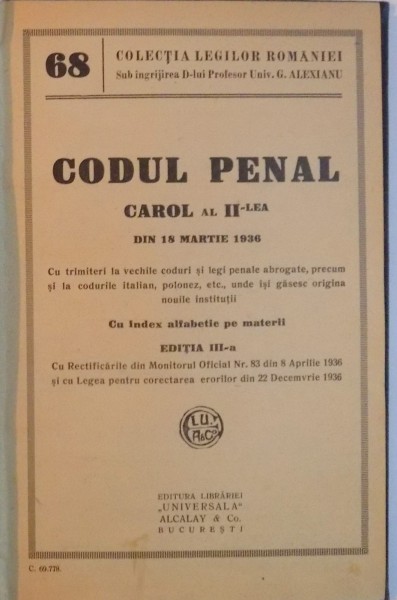 68
COLECȚIA LEGILOR ROMÂNIEI
Sub îngrijirea D-lui Profesor Univ. G. ALEXIANU
CODUL PENAL
CAROL AL II-LEA
DIN 18 MARTIE 1936
Cu trimiteri la vechile coduri și legi penale abrogate, precum
și la codurile italian, polonez, etc., unde își găsesc origina
nouile instituții
Cu Index alfabetic pe materii
EDIȚIA III-a
Cu Rectificările din Monitorul Oficial Nr. 83 din 8 Aprilie 1936
și cu Legea pentru corectarea erorilor din 22 Decemvrie 1936
L.U.
A&Co
EDITURA LIBRĂRIEI
„UNIVERSALA"
ALCALAY & Co.
BUCUREȘTI
C. 60.778.